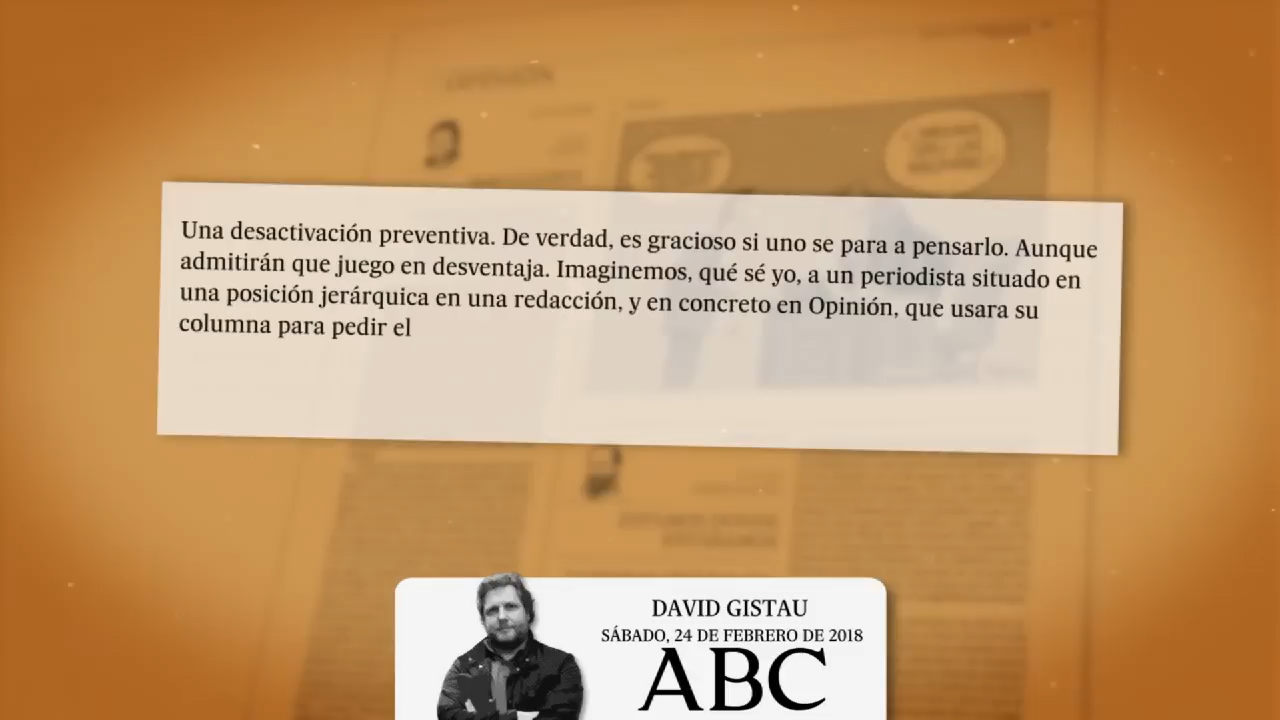 Una desactivación preventiva. De verdad, es gracioso si uno se para a pensarlo. Aunque
admitirán que juego en desventaja. Imaginemos, qué sé yo, a un periodista situado en
una posición jerárquica en una redacción, y en concreto en Opinión, que usara su
columna para pedir el
DAVID GISTAU
SÁBADO, 24 DE FEBRERO DE 2018
ABC